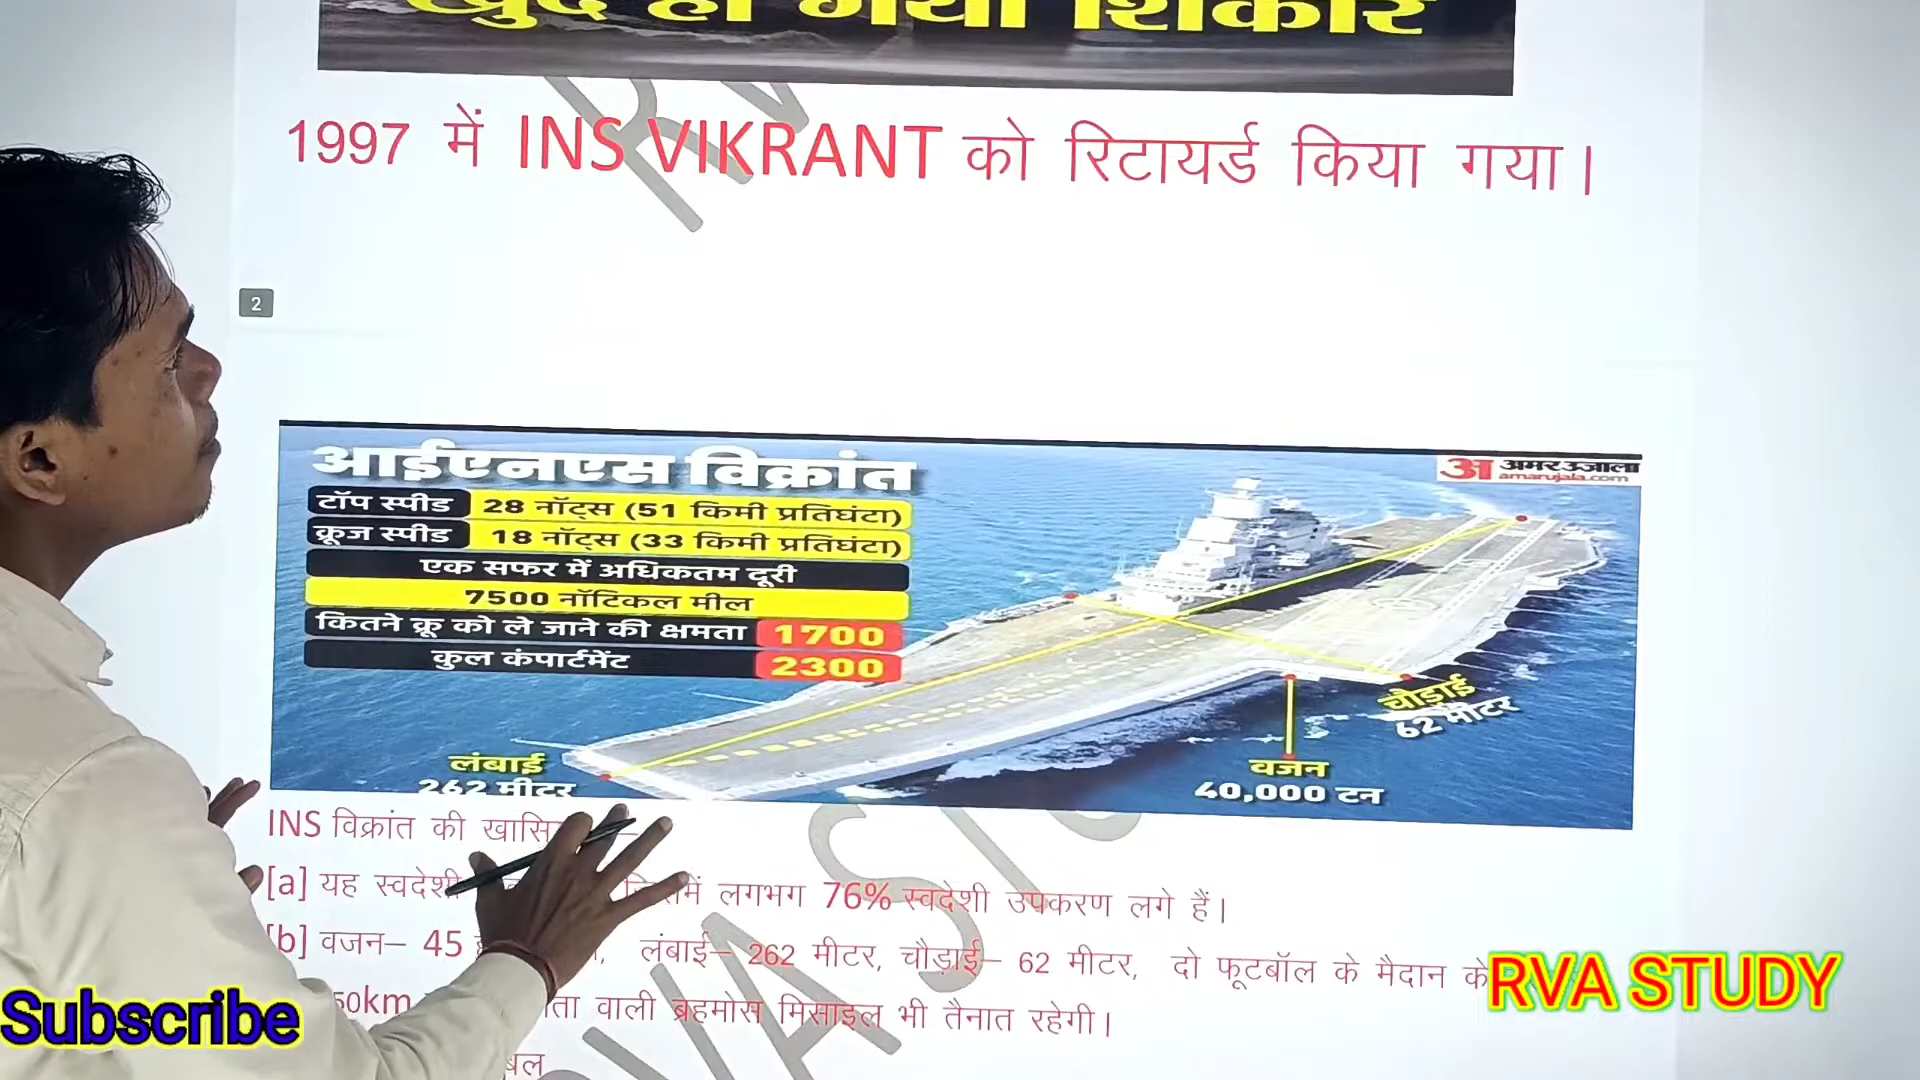 खुद हो गया शिकार
1997 में INS VIKRANT को रिटायर्ड किया गया।
2
आईएनएस विक्रांत
अ अमर उजाला
amarujala.com
टॉप स्पीड 28 नॉट्स (51 किमी प्रतिघंटा)
क्रूज स्पीड 18 नॉट्स (33 किमी प्रतिघंटा)
एक सफर में अधिकतम दूरी
7500 नॉटिकल मील
कितने क्रू को ले जाने की क्षमता 1700
कुल कंपार्टमेंट 2300
चौड़ाई
62 मीटर
लंबाई
262 मीटर
वजन
40,000 टन
INS विक्रांत की
[a] यह स्वदेशी लगभग 76% स्वदेशी उपकरण लगे हैं।
[b] वजन– 45 लंबाई– 262 मीटर, चौड़ाई– 62 मीटर, दो फूटबॉल के मैदान के
वाली ब्रहमोस मिसाइल भी तैनात रहेगी।
RVA STUDY
Subscribe